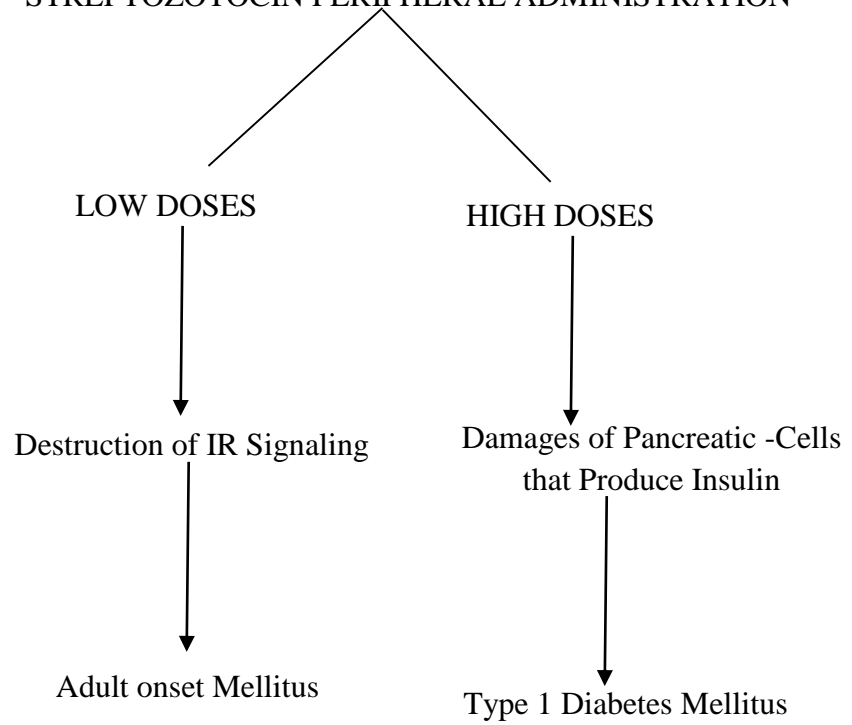 STREPTOZOTOCIN PERIPHERAL ADMINISTRATION
LOW DOSES
HIGH DOSES
Destruction of IR Signaling
Damages of Pancreatic -Cells
that Produce Insulin
Adult onset Mellitus
Type 1 Diabetes Mellitus